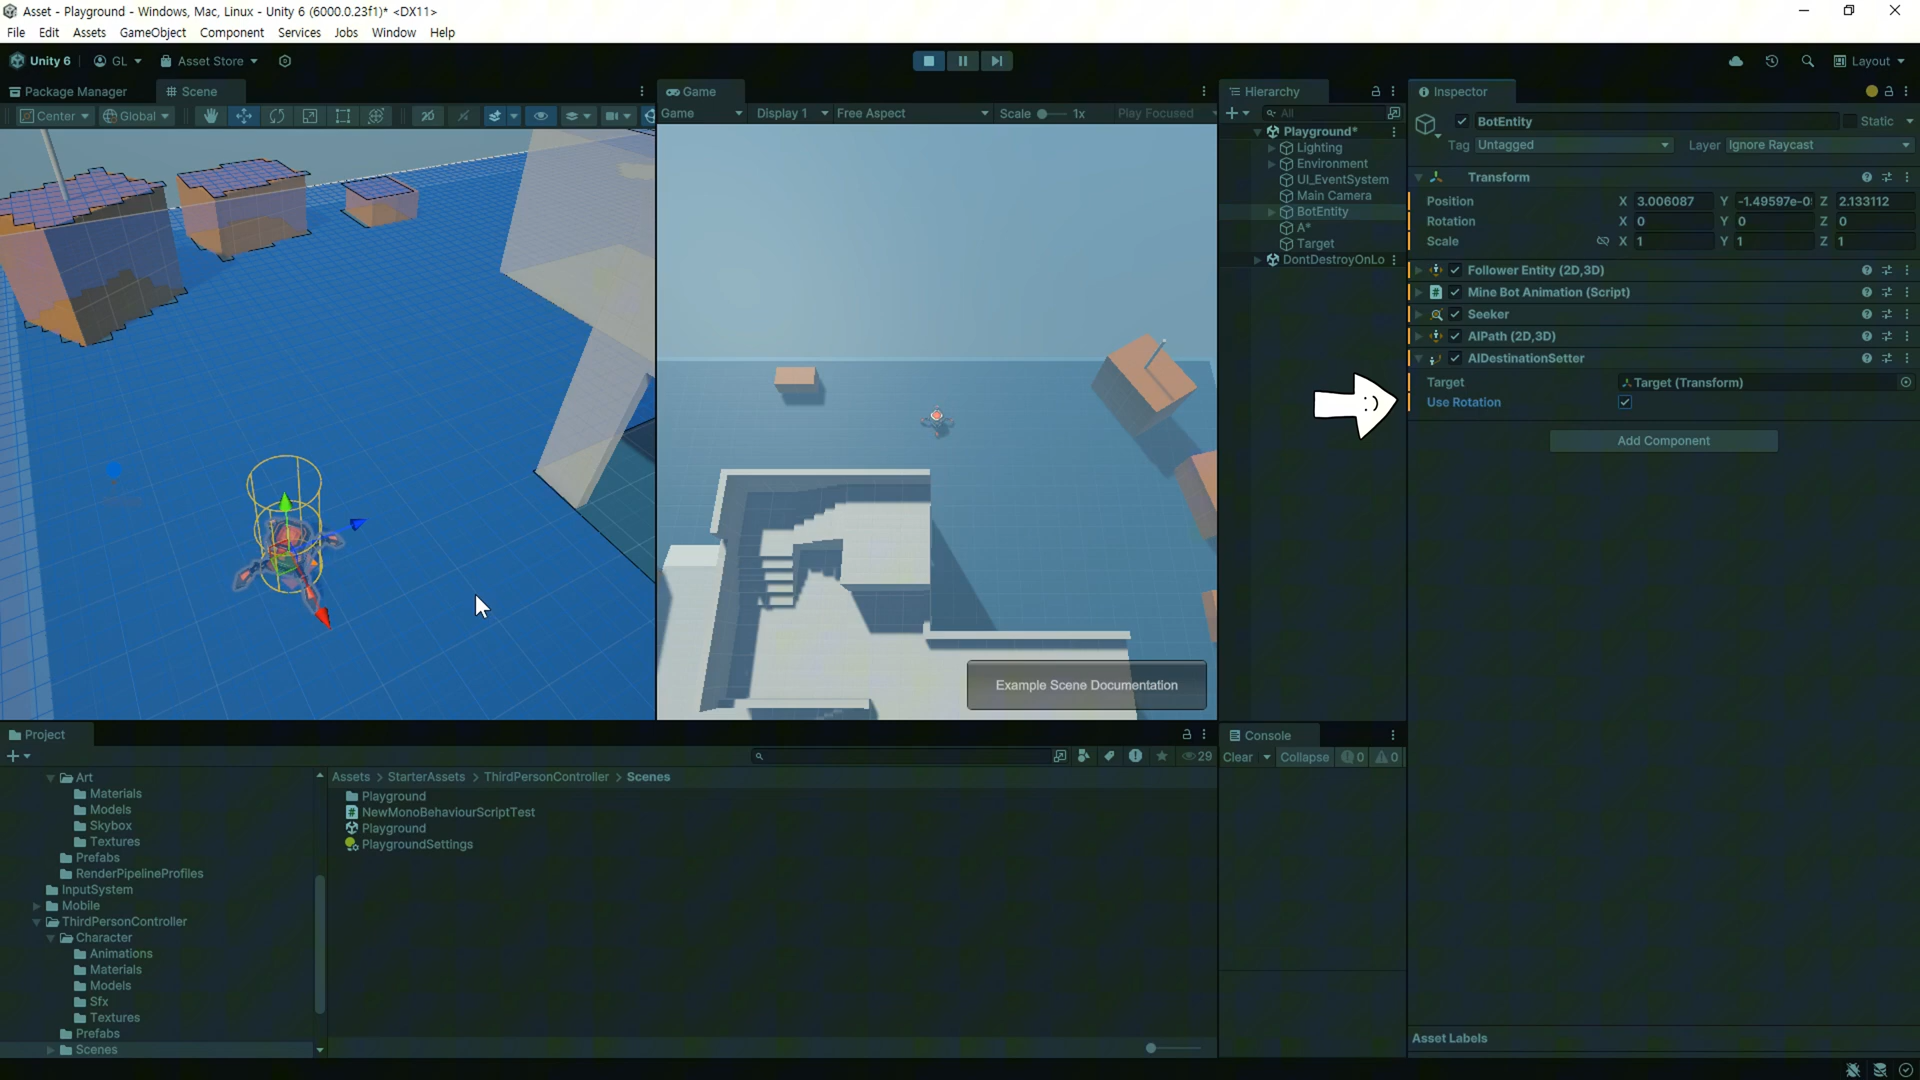 Asset - Playground - Windows, Mac, Linux - Unity 6 (6000.0.23f1)* <DX11>
File Edit Assets GameObject Component Services Jobs Window Help
Unity 6 GL Asset Store Layout
Package Manager Scene
Center Global
Game
Game Display 1 Free Aspect Scale 1x Play Focused
Example Scene Documentation
Hierarchy
All
Playground*
Lighting
Environment
UI_EventSystem
Main Camera
BotEntity
A*
Target
DontDestroyOnLo
Inspector
BotEntity Static
Tag Untagged Layer Ignore Raycast
Transform
Position X 3.006087 Y -1.49597e-0 Z 2.133112
Rotation X 0 Y 0 Z 0
Scale X 1 Y 1 Z 1
Follower Entity (2D,3D)
Mine Bot Animation (Script)
Seeker
AIPath (2D,3D)
AIDestinationSetter
Target Target (Transform)
Use Rotation
:)
Add Component
Asset Labels
Project
29
Art
Materials
Models
Skybox
Textures
Prefabs
RenderPipelineProfiles
InputSystem
Mobile
ThirdPersonController
Character
Animations
Materials
Models
Sfx
Textures
Prefabs
Scenes
Assets > StarterAssets > ThirdPersonController > Scenes
Playground
NewMonoBehaviourScriptTest
Playground
PlaygroundSettings
Console
Clear Collapse 0 0